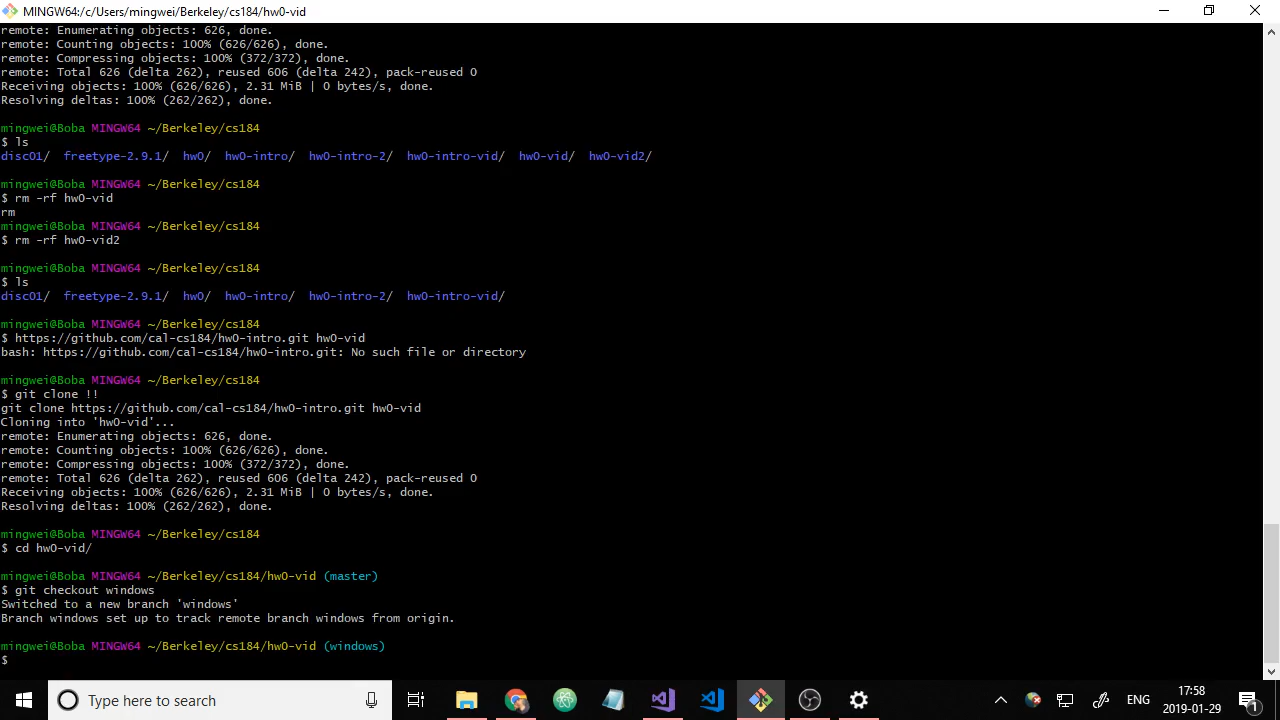 MINGW64:/c/Users/mingwei/Berkeley/cs184/hw0-vid
remote: Enumerating objects: 626, done.
remote: Counting objects: 100% (626/626), done.
remote: Compressing objects: 100% (372/372), done.
remote: Total 626 (delta 262), reused 606 (delta 242), pack-reused 0
Receiving objects: 100% (626/626), 2.31 MiB | 0 bytes/s, done.
Resolving deltas: 100% (262/262), done.
mingwei@Boba MINGW64 ~/Berkeley/cs184
$ ls
disc01/  freetype-2.9.1/  hw0/  hw0-intro/  hw0-intro-2/  hw0-intro-vid/  hw0-vid/  hw0-vid2/
mingwei@Boba MINGW64 ~/Berkeley/cs184
$ rm -rf hw0-vid
rm
mingwei@Boba MINGW64 ~/Berkeley/cs184
$ rm -rf hw0-vid2
mingwei@Boba MINGW64 ~/Berkeley/cs184
$ ls
disc01/  freetype-2.9.1/  hw0/  hw0-intro/  hw0-intro-2/  hw0-intro-vid/
mingwei@Boba MINGW64 ~/Berkeley/cs184
$ https://github.com/cal-cs184/hw0-intro.git hw0-vid
bash: https://github.com/cal-cs184/hw0-intro.git: No such file or directory
mingwei@Boba MINGW64 ~/Berkeley/cs184
$ git clone !!
git clone https://github.com/cal-cs184/hw0-intro.git hw0-vid
Cloning into 'hw0-vid'...
remote: Enumerating objects: 626, done.
remote: Counting objects: 100% (626/626), done.
remote: Compressing objects: 100% (372/372), done.
remote: Total 626 (delta 262), reused 606 (delta 242), pack-reused 0
Receiving objects: 100% (626/626), 2.31 MiB | 0 bytes/s, done.
Resolving deltas: 100% (262/262), done.
mingwei@Boba MINGW64 ~/Berkeley/cs184
$ cd hw0-vid/
mingwei@Boba MINGW64 ~/Berkeley/cs184/hw0-vid (master)
$ git checkout windows
Switched to a new branch 'windows'
Branch windows set up to track remote branch windows from origin.
mingwei@Boba MINGW64 ~/Berkeley/cs184/hw0-vid (windows)
$
Type here to search
ENG
17:58
2019-01-29
1